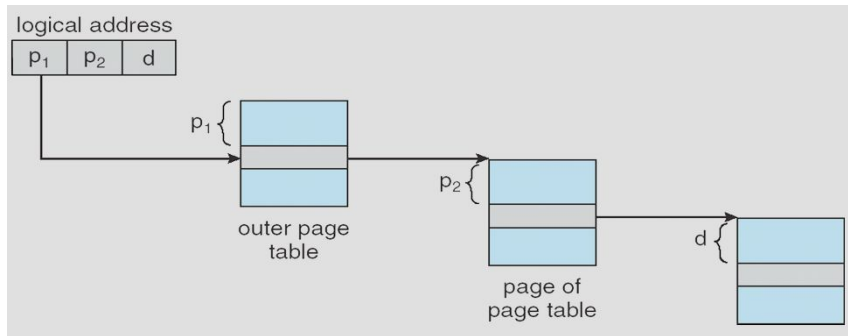 logical address
p₁ p₂ d
p₁
outer page
table
p₂
page of
page table
d